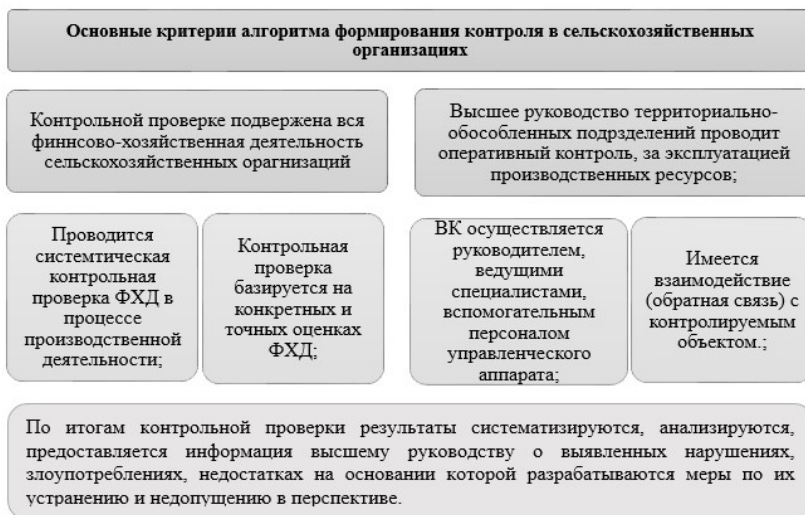 Основные критерии алгоритма формирования контроля в сельскохозяйственных
организациях
Контрольной проверке подвержена вся
финнсово-хозяйственная деятельность
сельскохозяйственных орагнизаций
Высшее руководство территориально-
обособленных подрзделений проводит
оперативный контроль, за эксплуатацией
производственных ресурсов;
Проводится
системтическая
контрольная
проверка ФХД в
процессе
производственной
деятельности;
Контрольная
проверка
базируется на
конкретных и
точных оценках
ФХД;
ВК осуществляется
руководителем,
ведущими
специалистами,
вспомогательным
персоналом
управленческого
аппарата;
Имеется
взаимодействие
(обратная связь) с
контролируемым
объектом.;
По итогам контрольной проверки результаты систематизируются, анализируются,
предоставляется информация высшему руководству о выявленных нарушениях,
злоупотреблениях, недостатках на основании которой разрабатываются меры по их
устранению и недопущению в перспективе.